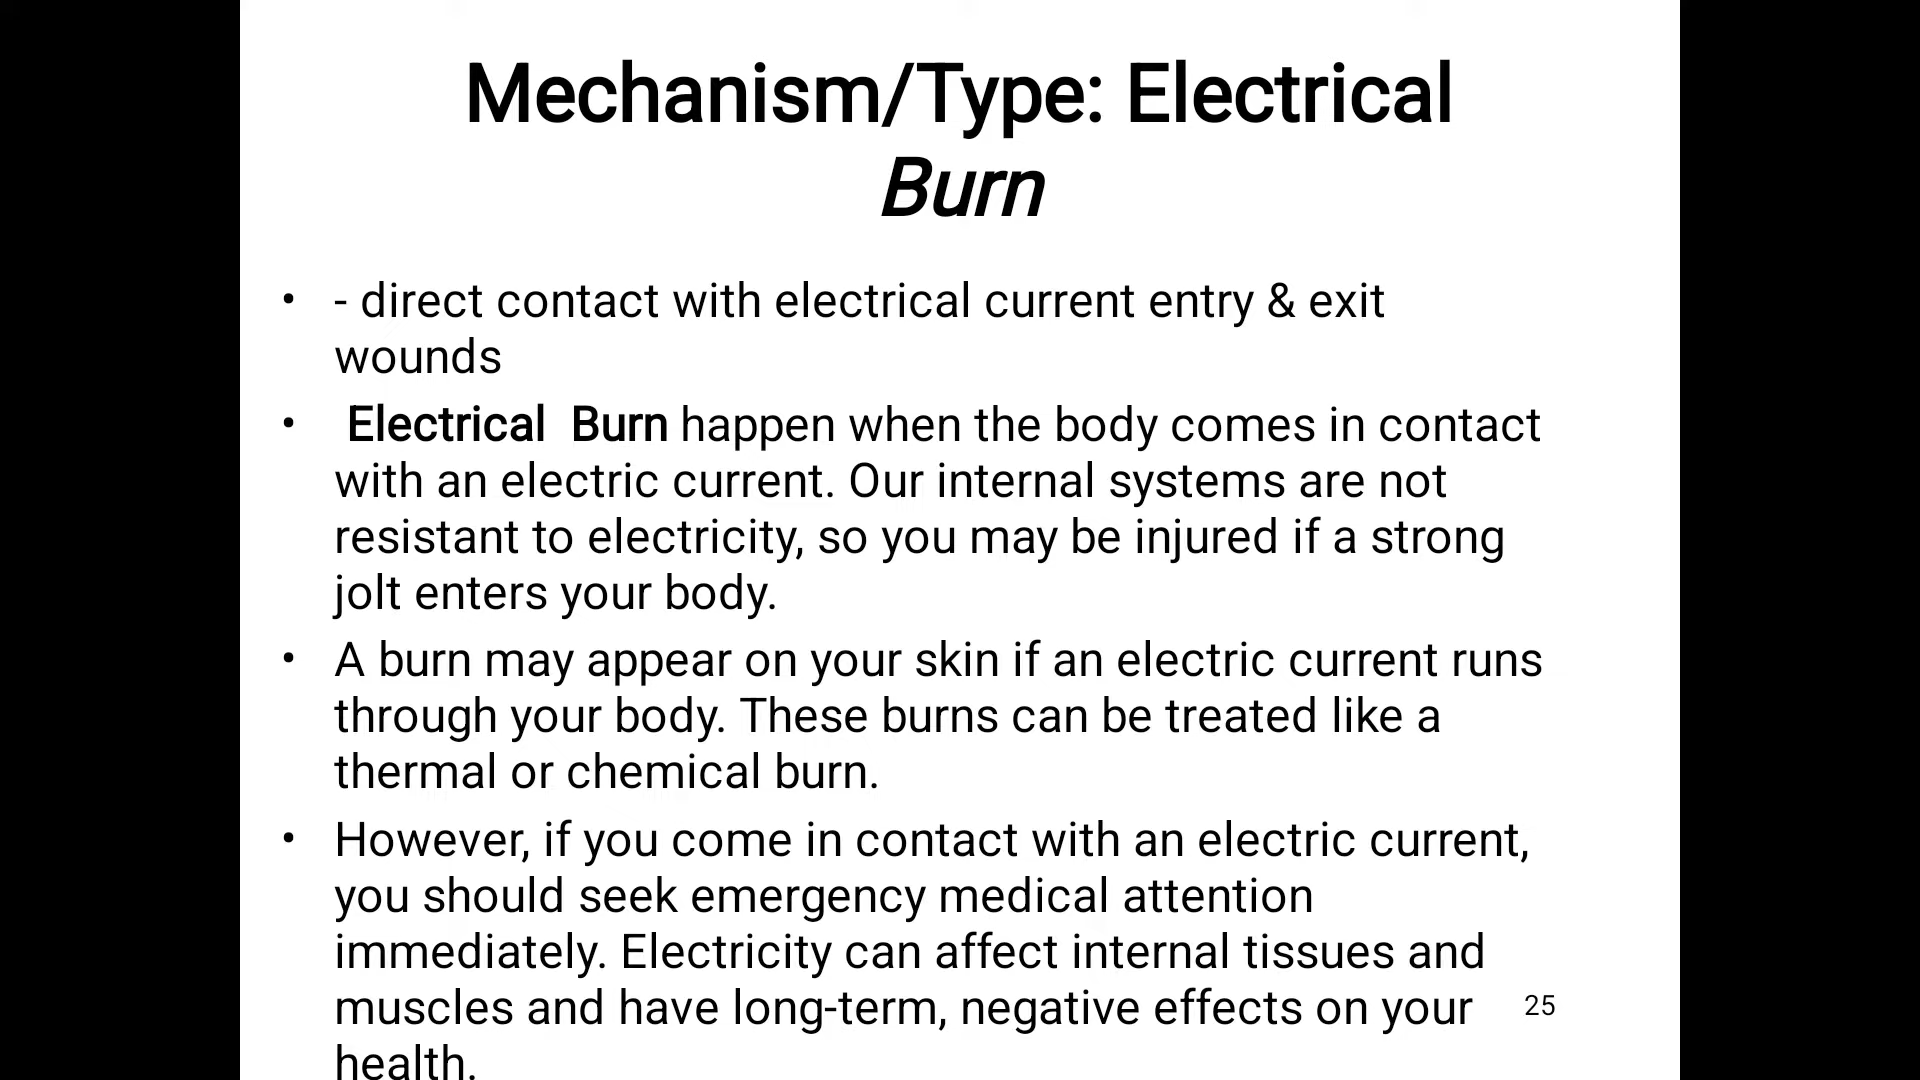 Mechanism/Type: Electrical
Burn
• - direct contact with electrical current entry & exit
wounds
• Electrical  Burn happen when the body comes in contact
with an electric current. Our internal systems are not
resistant to electricity, so you may be injured if a strong
jolt enters your body.
• A burn may appear on your skin if an electric current runs
through your body. These burns can be treated like a
thermal or chemical burn.
• However, if you come in contact with an electric current,
you should seek emergency medical attention
immediately. Electricity can affect internal tissues and
muscles and have long-term, negative effects on your
health.
25